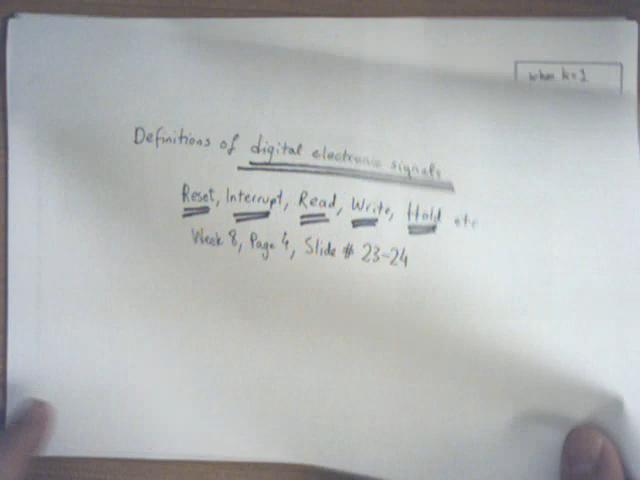 when k=1
Definitions of digital electronic signals
Reset, Interrupt, Read, Write, Hold etc
Week 8, Page 4, Slide # 23-24